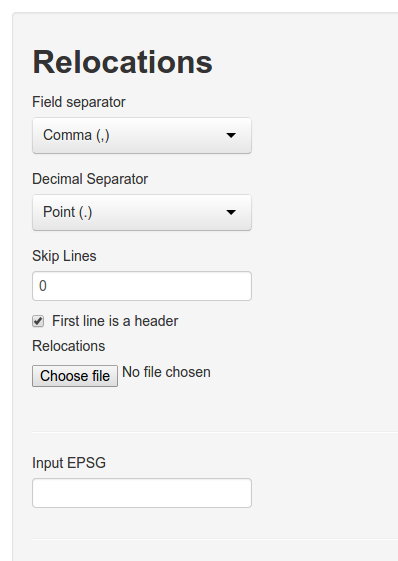 Relocations
Field separator
Comma (,)
Decimal Separator
Point (.)
Skip Lines
0
First line is a header
Relocations
Choose file No file chosen
Input EPSG